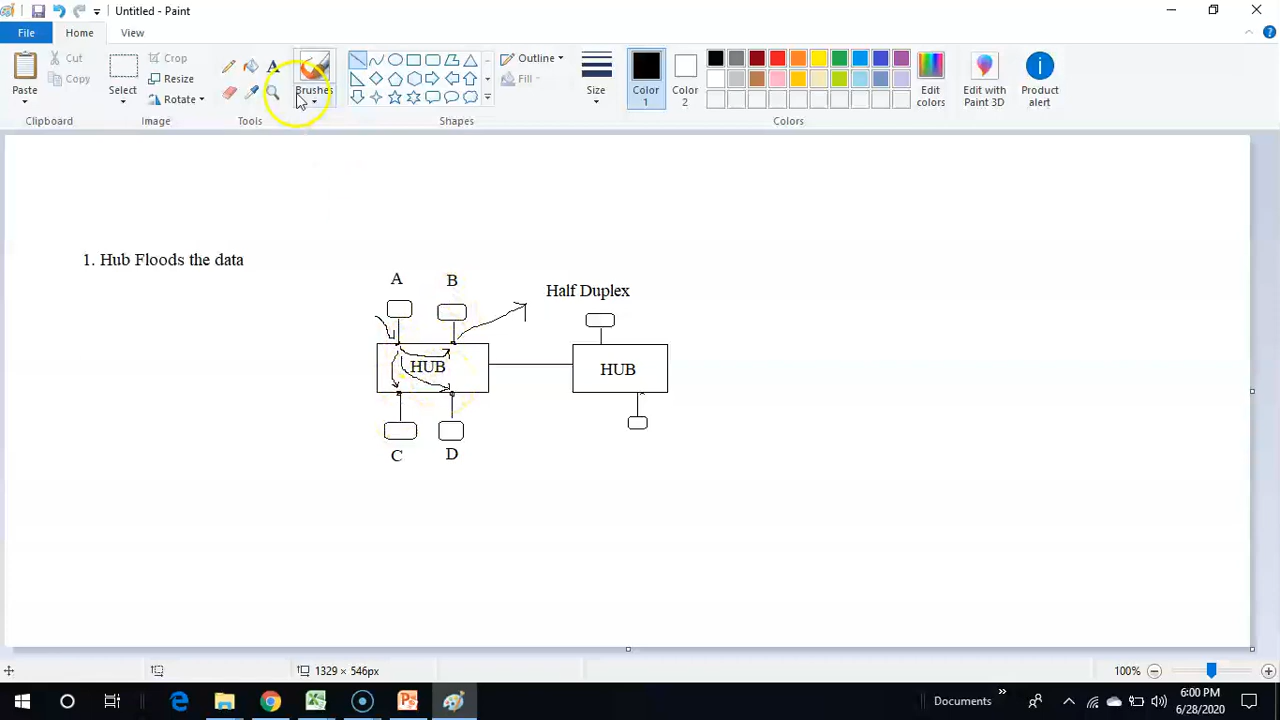 Untitled - Paint
File
Home
View
Paste
Cut
Copy
Clipboard
Select
Crop
Resize
Rotate
Image
A
Tools
Brushes
Shapes
Outline
Fill
Size
Color 1
Color 2
Edit colors
Colors
Edit with Paint 3D
Product alert
1. Hub Floods the data
A
B
Half Duplex
HUB
HUB
C
D
1329 × 546px
100%
Documents
6:00 PM
6/28/2020